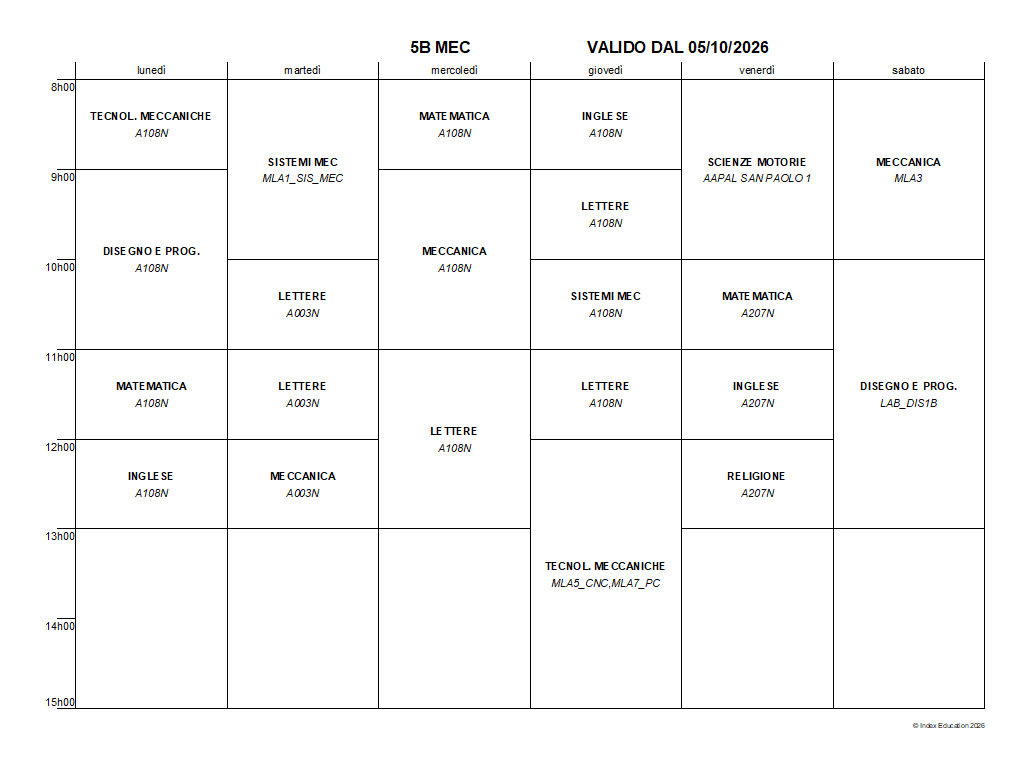 5B MEC VALIDO DAL 05/10/2026
lunedì martedì mercoledì giovedì venerdì sabato
8h00
TECNOL. MECCANICHE
A108N
SISTEMI MEC
MLA1_SIS_MEC
MATEMATICA
A108N
INGLESE
A108N
SCIENZE MOTORIE
AAPAL SAN PAOLO 1
MECCANICA
MLA3
9h00
DISEGNO E PROG.
A108N
MECCANICA
A108N
LETTERE
A108N
10h00
LETTERE
A003N
SISTEMI MEC
A108N
MATEMATICA
A207N
DISEGNO E PROG.
LAB_DIS1B
11h00
MATEMATICA
A108N
LETTERE
A003N
LETTERE
A108N
LETTERE
A108N
INGLESE
A207N
12h00
INGLESE
A108N
MECCANICA
A003N
TECNOL. MECCANICHE
MLA5_CNC,MLA7_PC
RELIGIONE
A207N
13h00
14h00
15h00
© Index Education 2026